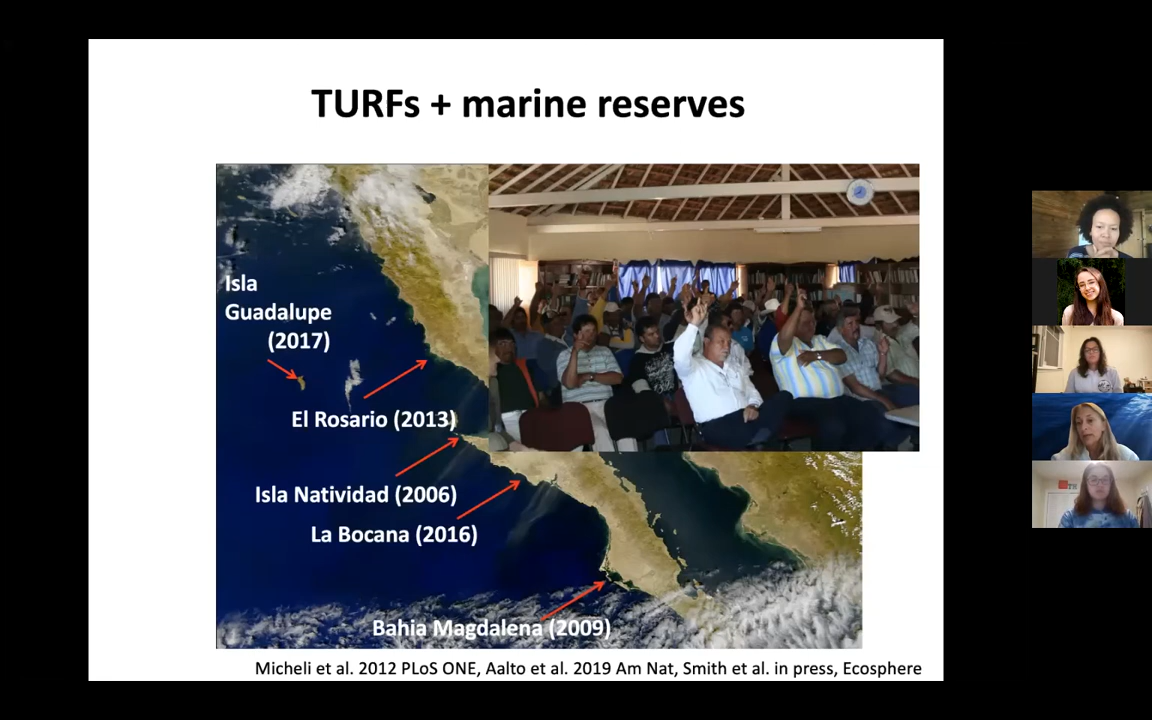 TURFs + marine reserves
Isla
Guadalupe
(2017)
El Rosario (2013)
Isla Natividad (2006)
La Bocana (2016)
Bahia Magdalena (2009)
Micheli et al. 2012 PLoS ONE, Aalto et al. 2019 Am Nat, Smith et al. in press, Ecosphere